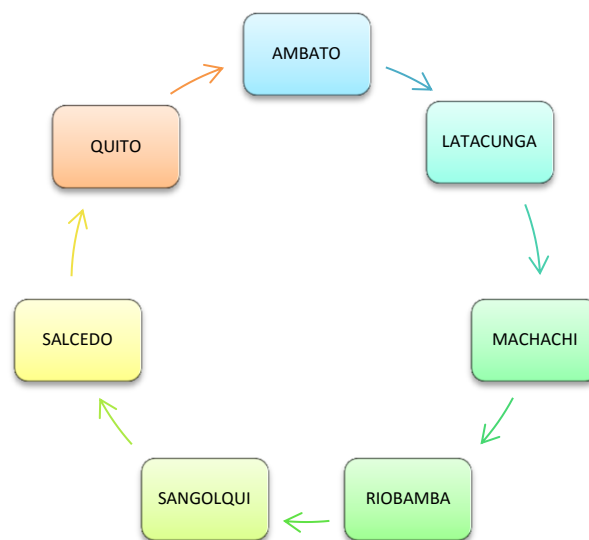 AMBATO
LATACUNGA
MACHACHI
RIOBAMBA
SANGOLQUI
SALCEDO
QUITO